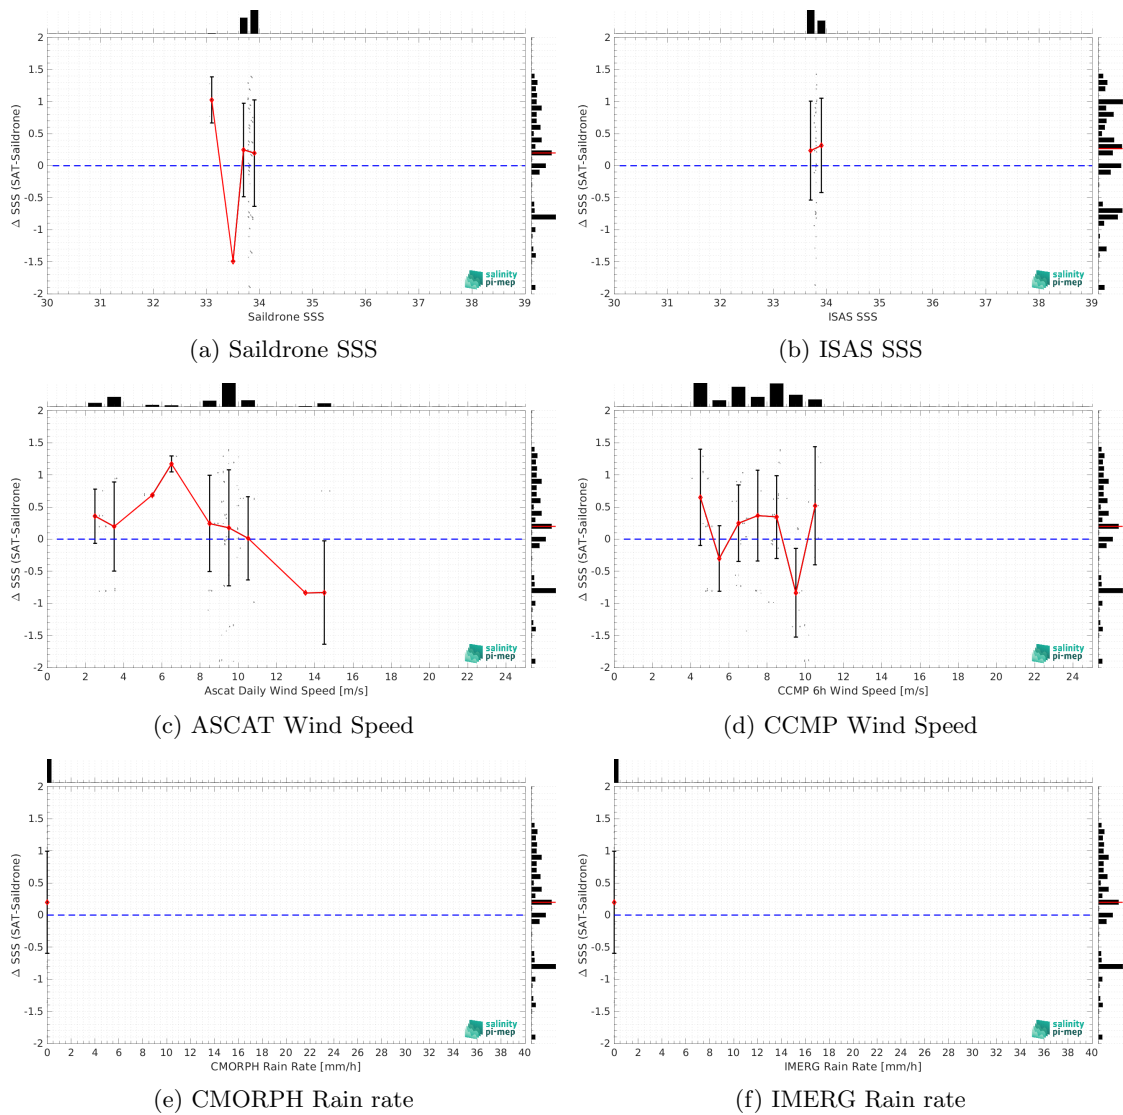 2
1.5
1
0.5
0
-0.5
-1
-1.5
-2
Δ SSS (SAT-Saildrone)
30 31 32 33 34 35 36 37 38 39
Saildrone SSS
salinity
pi-mep
(a) Saildrone SSS
2
1.5
1
0.5
0
-0.5
-1
-1.5
-2
Δ SSS (SAT-Saildrone)
30 31 32 33 34 35 36 37 38 39
ISAS SSS
salinity
pi-mep
(b) ISAS SSS
2
1.5
1
0.5
0
-0.5
-1
-1.5
-2
Δ SSS (SAT-Saildrone)
0 2 4 6 8 10 12 14 16 18 20 22 24
Ascat Daily Wind Speed [m/s]
salinity
pi-mep
(c) ASCAT Wind Speed
2
1.5
1
0.5
0
-0.5
-1
-1.5
-2
Δ SSS (SAT-Saildrone)
0 2 4 6 8 10 12 14 16 18 20 22 24
CCMP 6h Wind Speed [m/s]
salinity
pi-mep
(d) CCMP Wind Speed
2
1.5
1
0.5
0
-0.5
-1
-1.5
-2
Δ SSS (SAT-Saildrone)
0 2 4 6 8 10 12 14 16 18 20 22 24 26 28 30 32 34 36 38 40
CMORPH Rain Rate [mm/h]
salinity
pi-mep
(e) CMORPH Rain rate
2
1.5
1
0.5
0
-0.5
-1
-1.5
-2
Δ SSS (SAT-Saildrone)
0 2 4 6 8 10 12 14 16 18 20 22 24 26 28 30 32 34 36 38 40
IMERG Rain Rate [mm/h]
salinity
pi-mep
(f) IMERG Rain rate